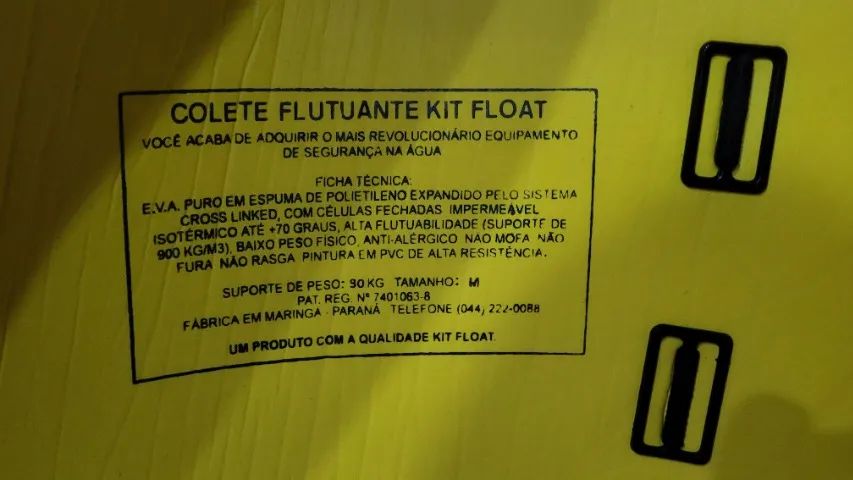 COLETE FLUTUANTE KIT FLOAT
VOCÊ ACABA DE ADQUIRIR O MAIS REVOLUCIONÁRIO EQUIPAMENTO
DE SEGURANÇA NA ÁGUA
FICHA TÉCNICA:
E.V.A. PURO EM ESPUMA DE POLIETILENO EXPANDIDO PELO SISTEMA
CROSS LINKED, COM CÉLULAS FECHADAS IMPERMEÁVEL
ISOTÉRMICO ATÉ +70 GRAUS, ALTA FLUTUABILIDADE (SUPORTE DE
900 KG/M3), BAIXO PESO FÍSICO, ANTI-ALÉRGICO NÃO MOFA NÃO
FURA NÃO RASGA PINTURA EM PVC DE ALTA RESISTÊNCIA.
SUPORTE DE PESO: 90 KG TAMANHO: M
PAT. REG. Nº 7401063-8
FÁBRICA EM MARINGA - PARANÁ TELEFONE (044) 222-0088
UM PRODUTO COM A QUALIDADE KIT FLOAT.